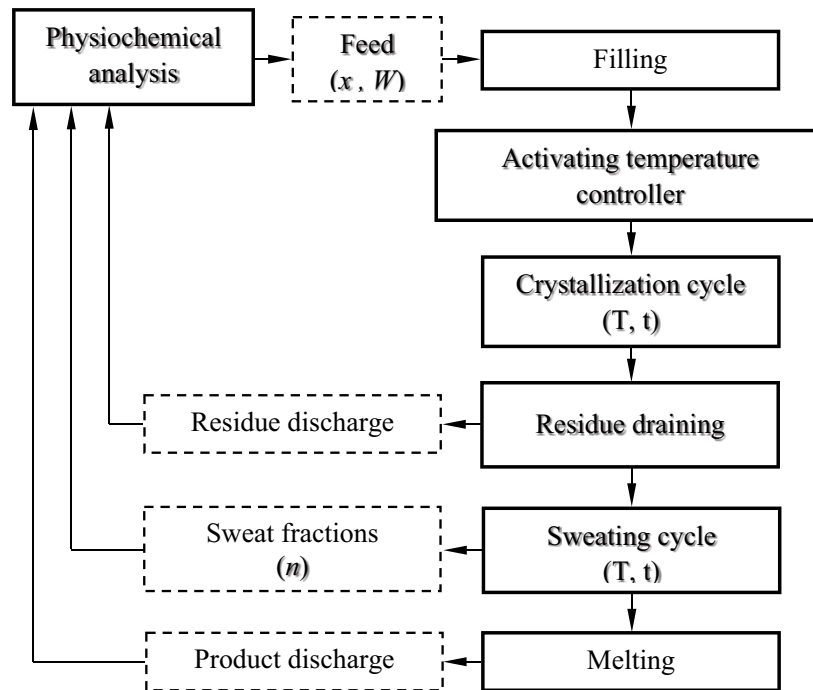 Physiochemical
analysis
Feed
(x , W)
Filling
Activating temperature
controller
Crystallization cycle
(T, t)
Residue discharge
Residue draining
Sweat fractions
(n)
Sweating cycle
(T, t)
Product discharge
Melting